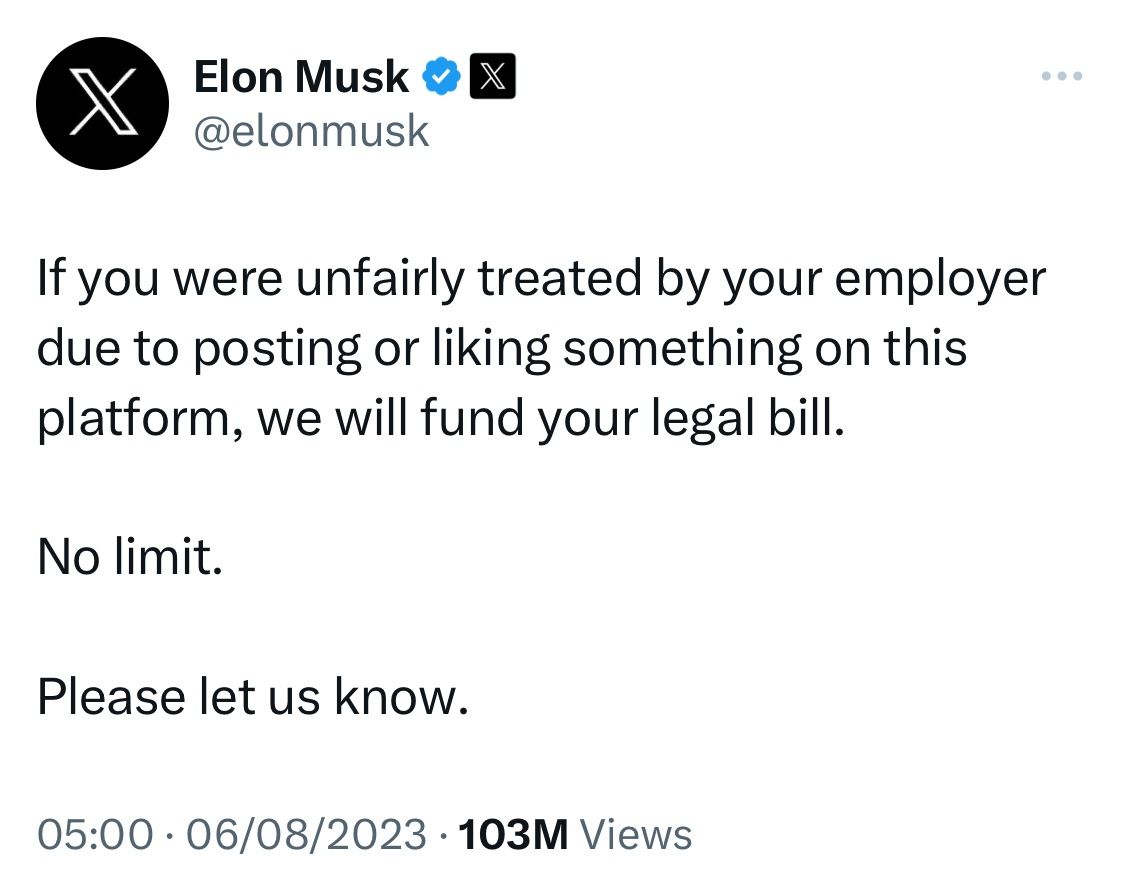 Elon Musk
@elonmusk
If you were unfairly treated by your employer
due to posting or liking something on this
platform, we will fund your legal bill.
No limit.
Please let us know.
05:00 · 06/08/2023 · 103M Views